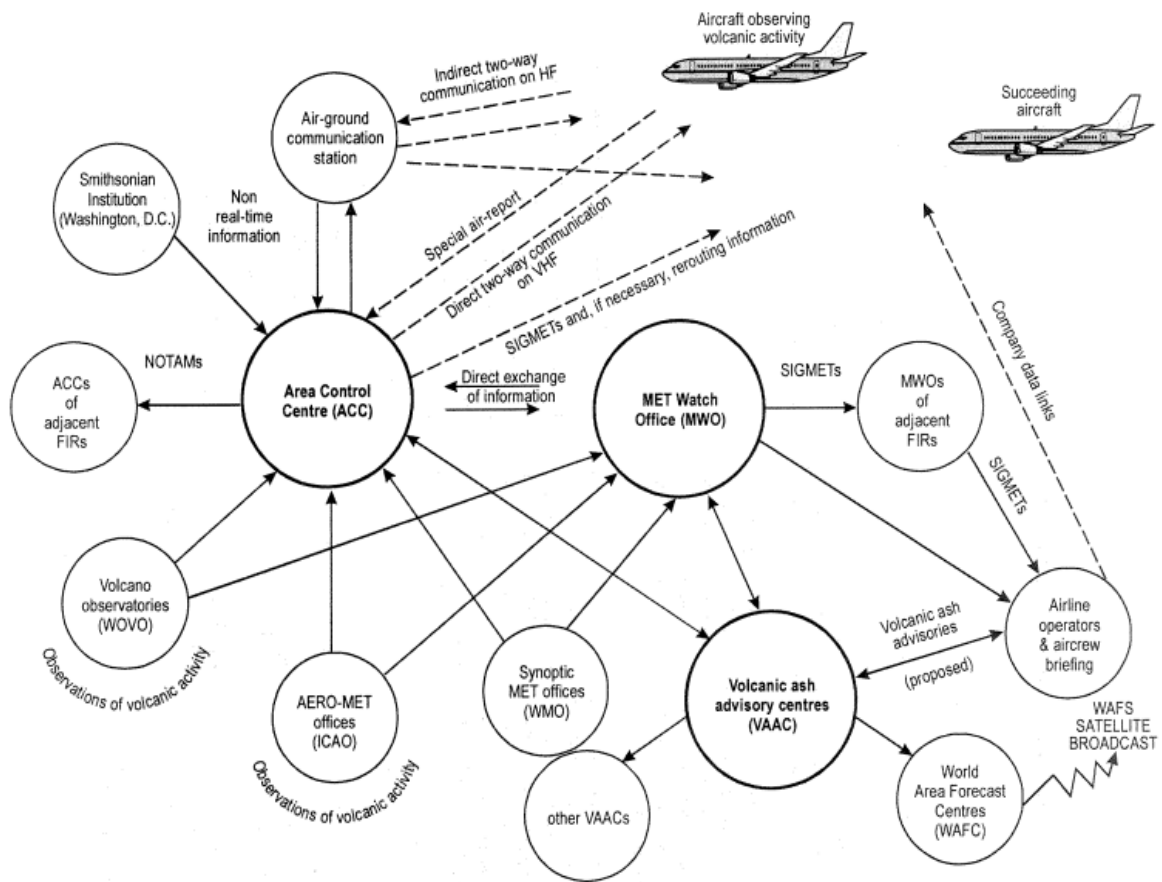 Aircraft observing
volcanic activity
Indirect two-way
communication on HF
Succeeding
aircraft
Air-ground
communication
station
Smithsonian
Institution
(Washington, D.C.)
Non
real-time
information
Special air-report
Direct two-way communication
on VHF
SIGMETs and, if necessary, rerouting information
Company data links
ACCs
of
adjacent
FIRs
NOTAMs
Area Control
Centre (ACC)
Direct exchange
of information
MET Watch
Office (MWO)
SIGMETs
MWOs
of
adjacent
FIRs
SIGMETs
Volcano
observatories
(WOVO)
Observations of volcanic activity
AERO-MET
offices
(ICAO)
Observations of volcanic activity
Synoptic
MET offices
(WMO)
other VAACs
Volcanic ash
advisory centres
(VAAC)
Volcanic ash
advisories
(proposed)
Airline
operators
& aircrew
briefing
WAFS
SATELLITE
BROADCAST
World
Area Forecast
Centres
(WAFC)